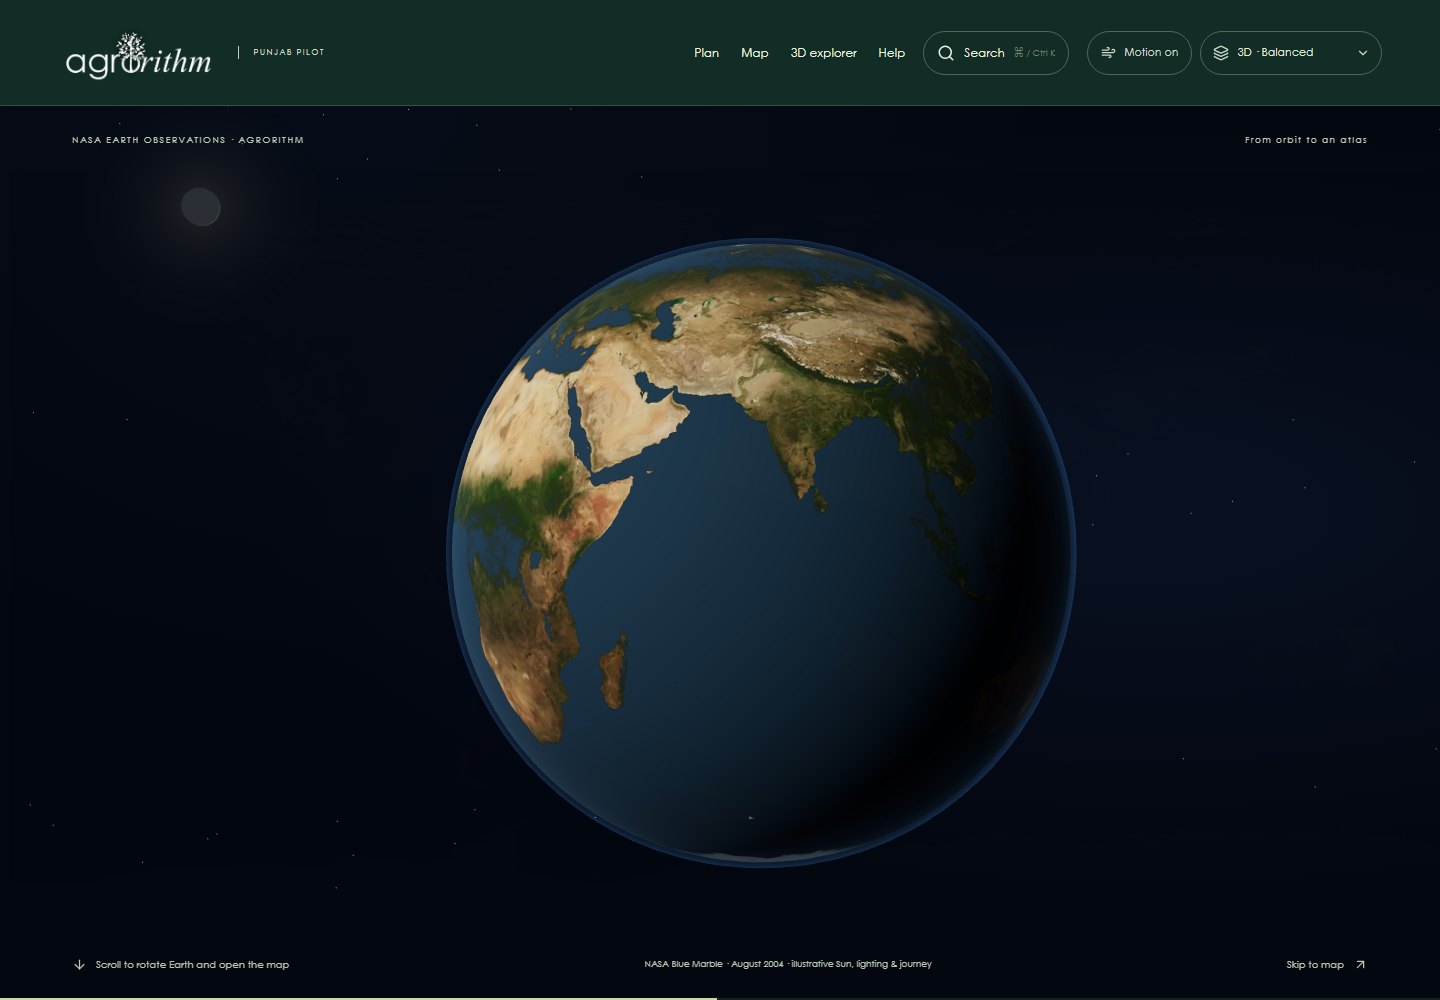 agrorithm
PUNJAB PILOT
Plan
Map
3D explorer
Help
Search ⌘ / Ctrl K
Motion on
3D · Balanced
NASA EARTH OBSERVATIONS · AGRORITHM
From orbit to an atlas
Scroll to rotate Earth and open the map
NASA Blue Marble · August 2004 · illustrative Sun, lighting & journey
Skip to map